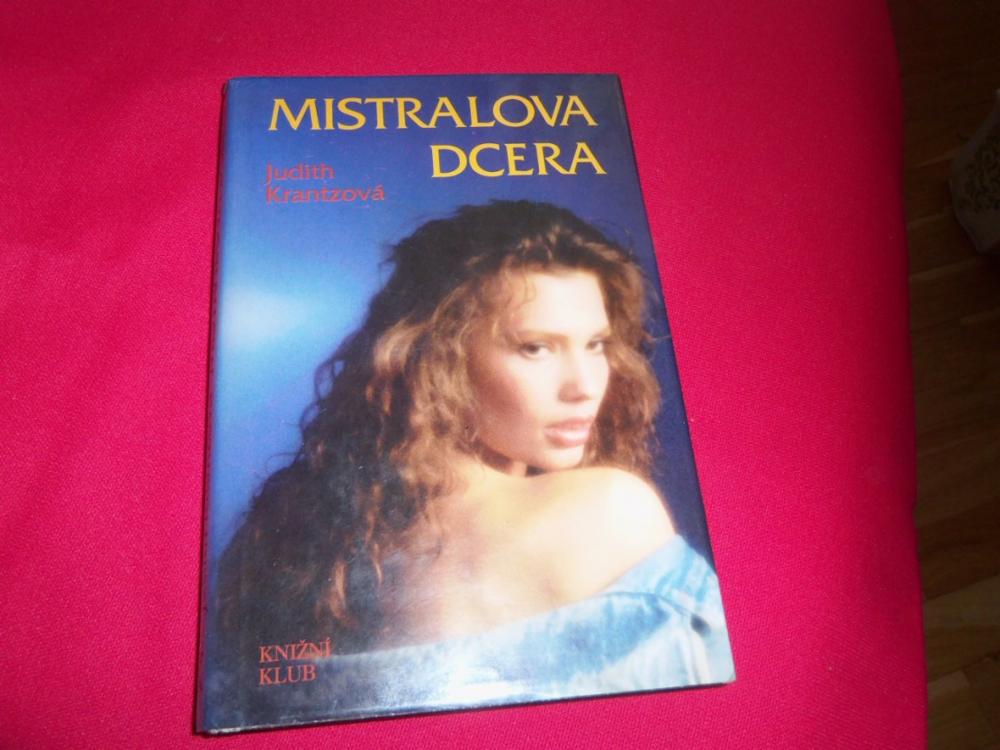 MISTRALOVA
DCERA
Judith
Krantzová
KNIŽNÍ
KLUB